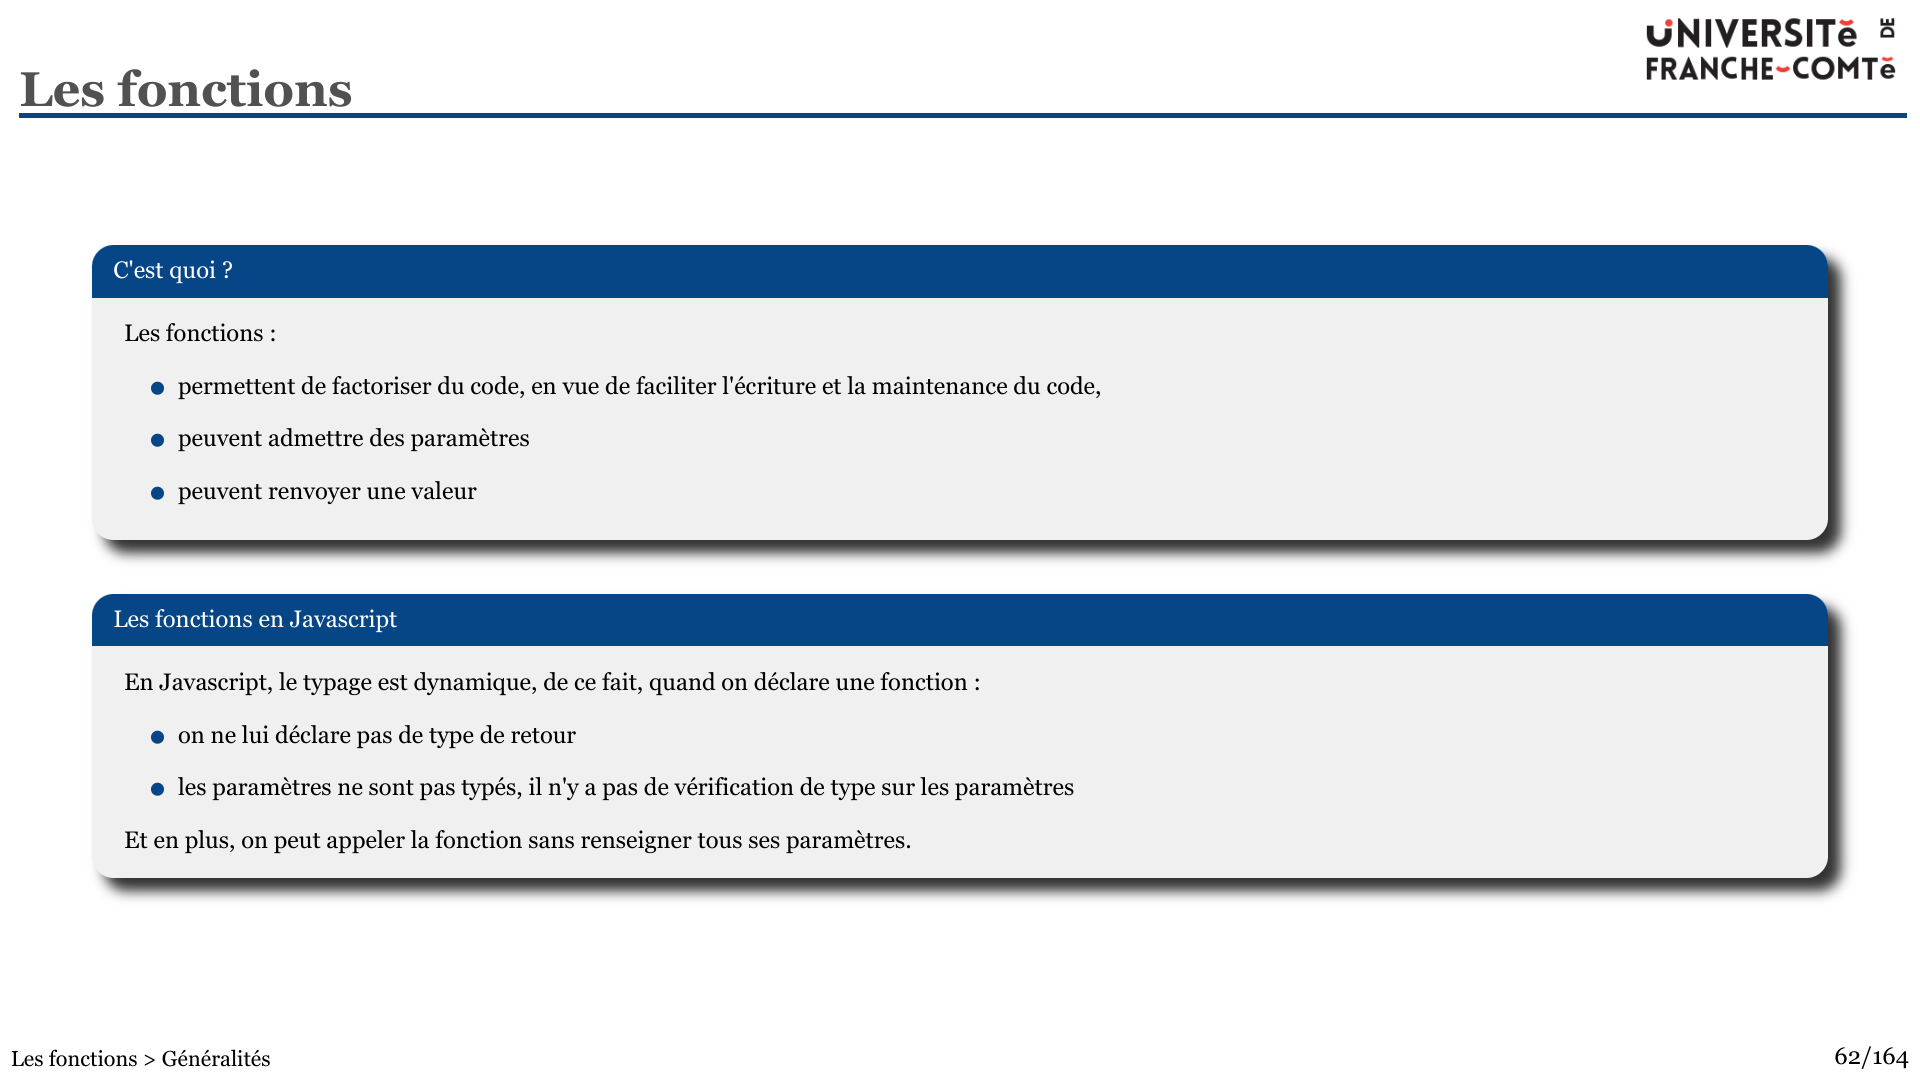 UNIVERSITĕ DE
FRANCHE-COMTĕ
Les fonctions
C'est quoi ?
Les fonctions :
permettent de factoriser du code, en vue de faciliter l'écriture et la maintenance du code,
peuvent admettre des paramètres
peuvent renvoyer une valeur
Les fonctions en Javascript
En Javascript, le typage est dynamique, de ce fait, quand on déclare une fonction :
on ne lui déclare pas de type de retour
les paramètres ne sont pas typés, il n'y a pas de vérification de type sur les paramètres
Et en plus, on peut appeler la fonction sans renseigner tous ses paramètres.
Les fonctions > Généralités
62/164